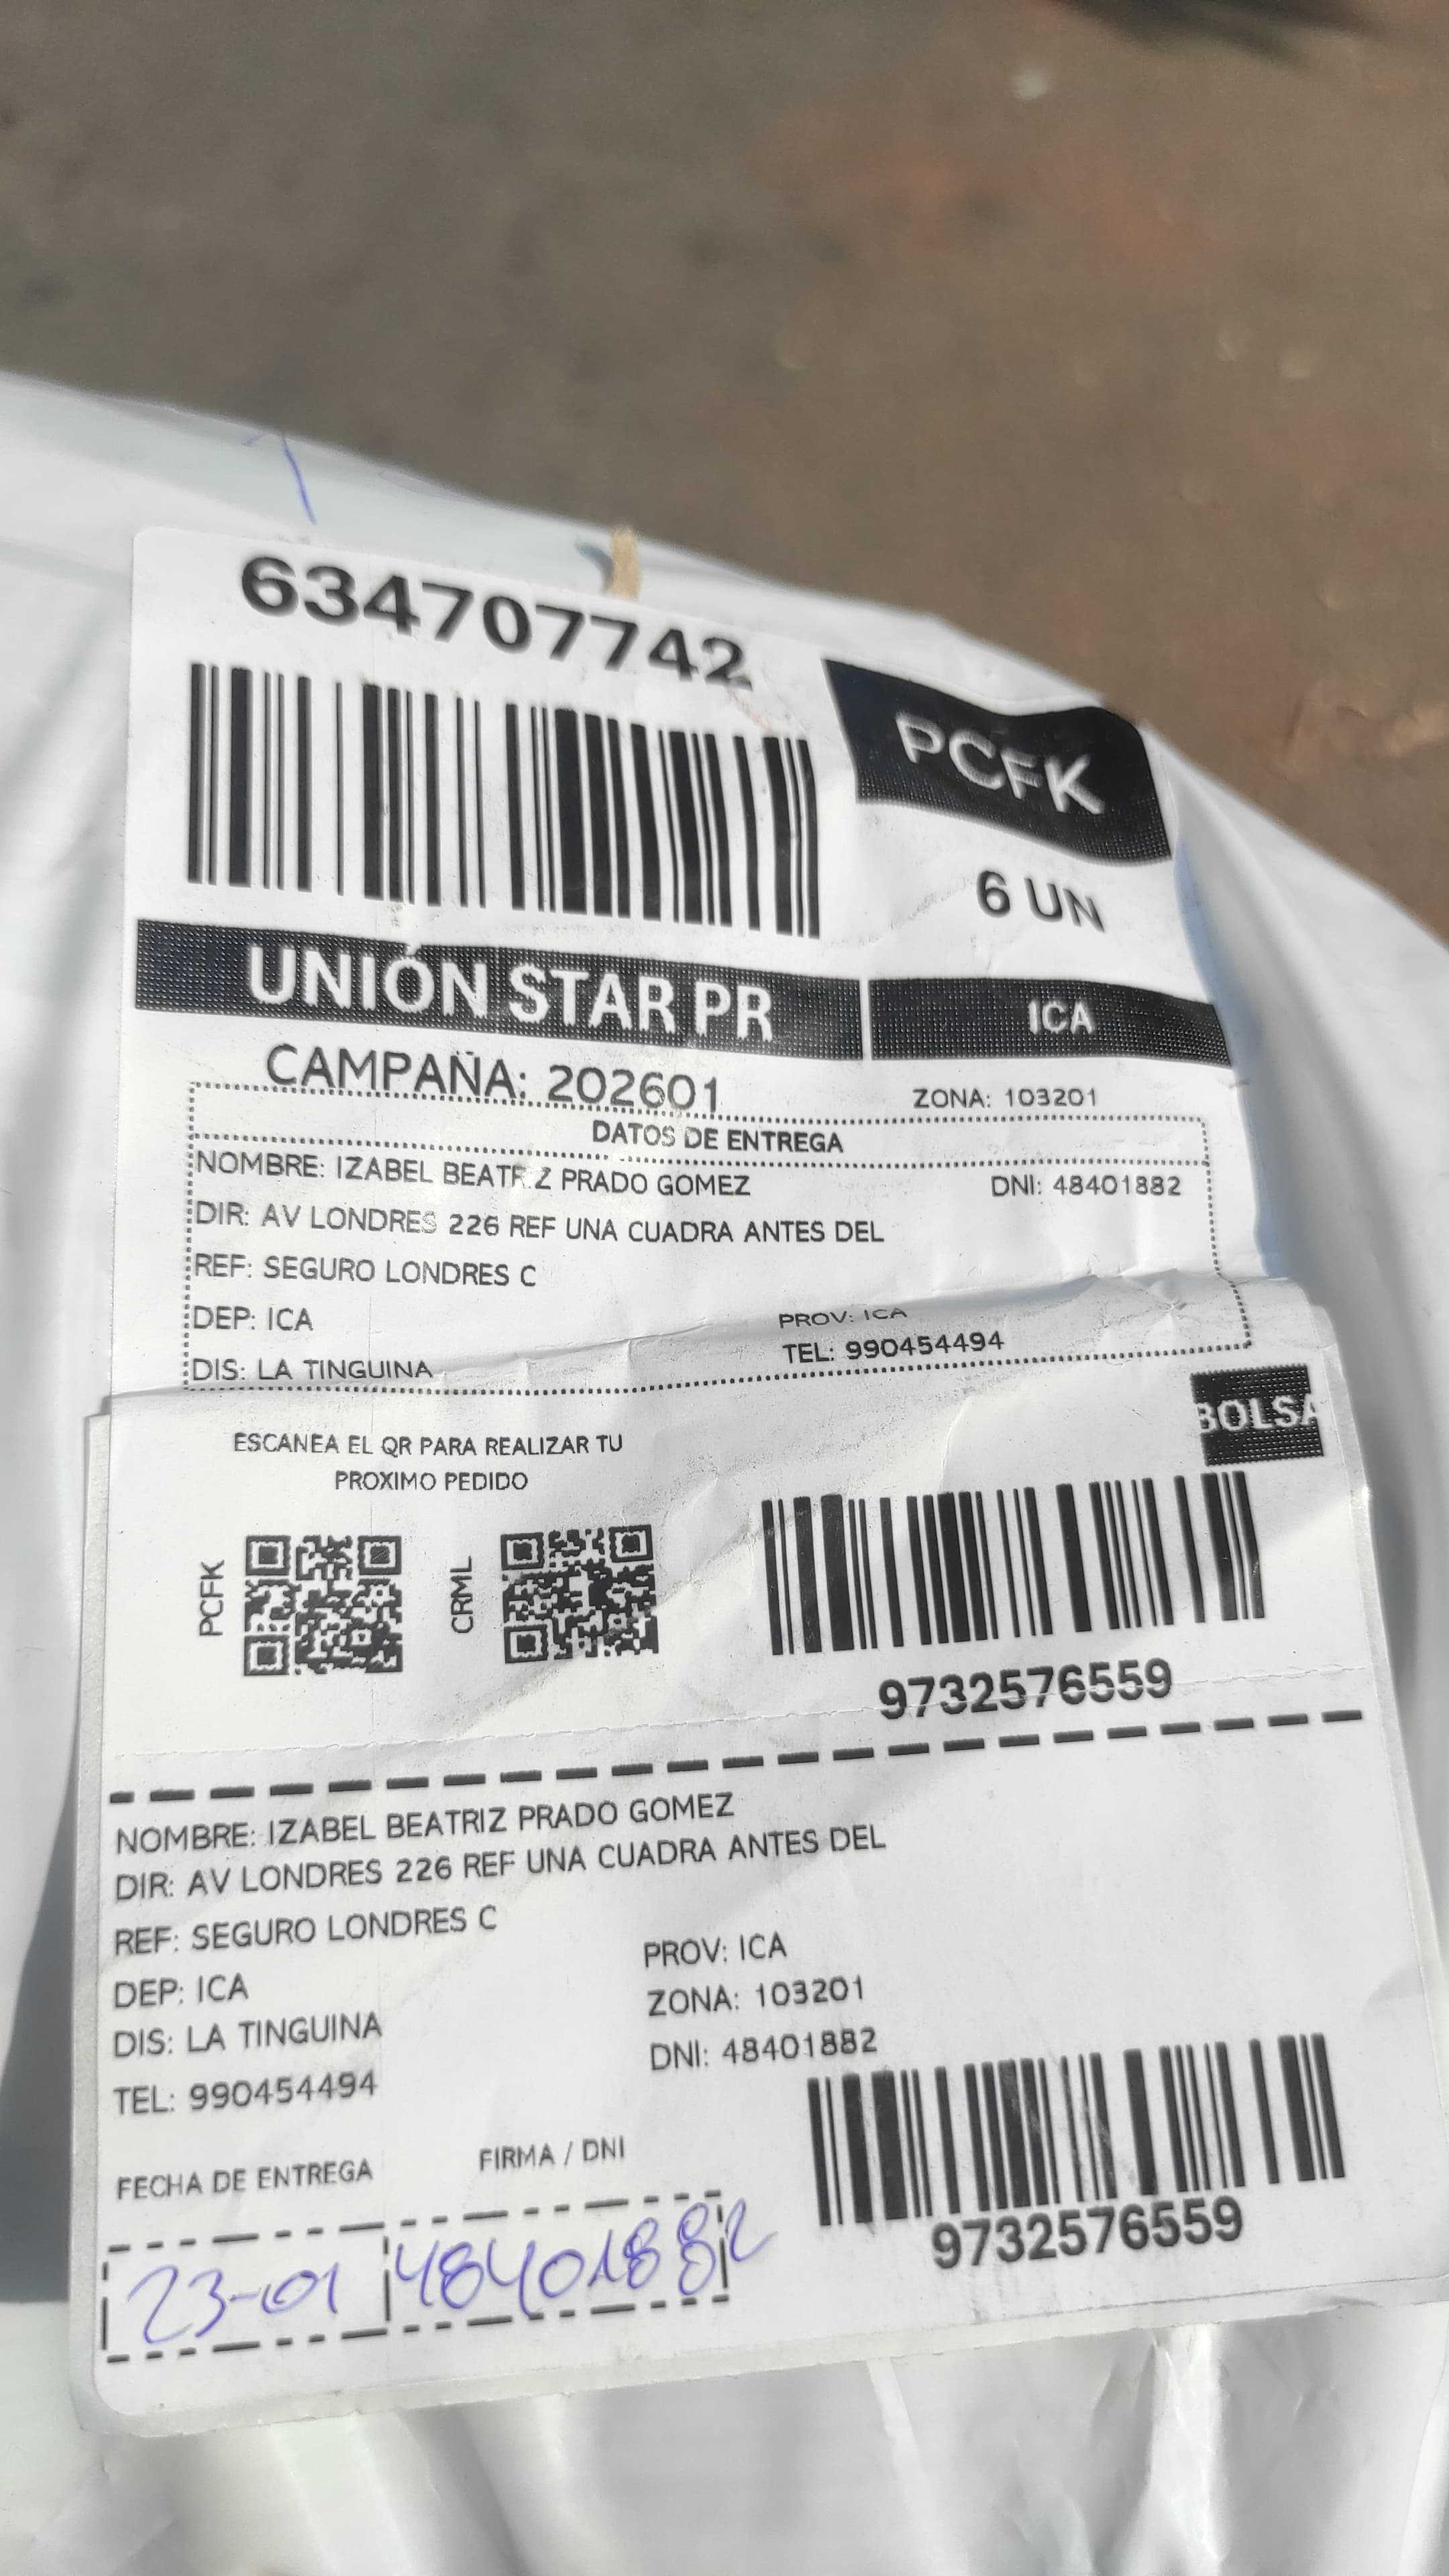 634707742
PCFK
6 UN
UNIÓN STAR PR
ICA
CAMPAÑA: 202601
ZONA: 103201
DATOS DE ENTREGA
NOMBRE: IZABEL BEATRIZ PRADO GOMEZ
DNI: 48401882
DIR: AV LONDRES 226 REF UNA CUADRA ANTES DEL
REF: SEGURO LONDRES C
DEP: ICA
PROV: ICA
DIS: LA TINGUINA
TEL: 990454494
BOLSA
ESCANEA EL QR PARA REALIZAR TU
PROXIMO PEDIDO
PCFK
CRML
9732576559
NOMBRE: IZABEL BEATRIZ PRADO GOMEZ
DIR: AV LONDRES 226 REF UNA CUADRA ANTES DEL
REF: SEGURO LONDRES C
DEP: ICA
PROV: ICA
DIS: LA TINGUINA
ZONA: 103201
TEL: 990454494
DNI: 48401882
FECHA DE ENTREGA
FIRMA / DNI
23-01
48401882
9732576559